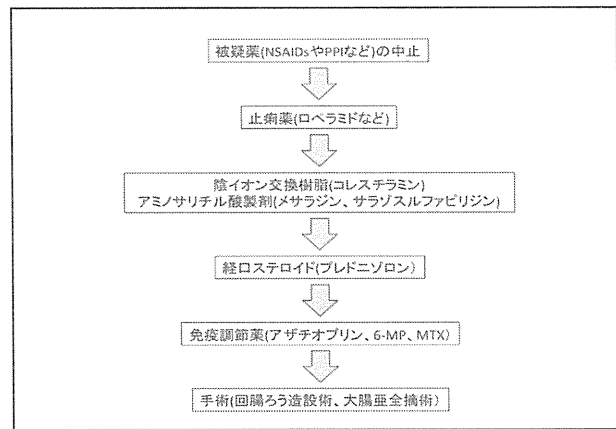 被疑薬(NSAIDsやPPIなど)の中止
止痢薬(ロペラミドなど)
陰イオン交換樹脂(コレスチラミン)
アミノサリチル酸製剤(メサラジン、サラゾスルファピリジン)
経口ステロイド(プレドニゾロン)
免疫調節薬(アザチオプリン、6-MP、MTX)
手術(回腸ろう造設術、大腸亜全摘術)